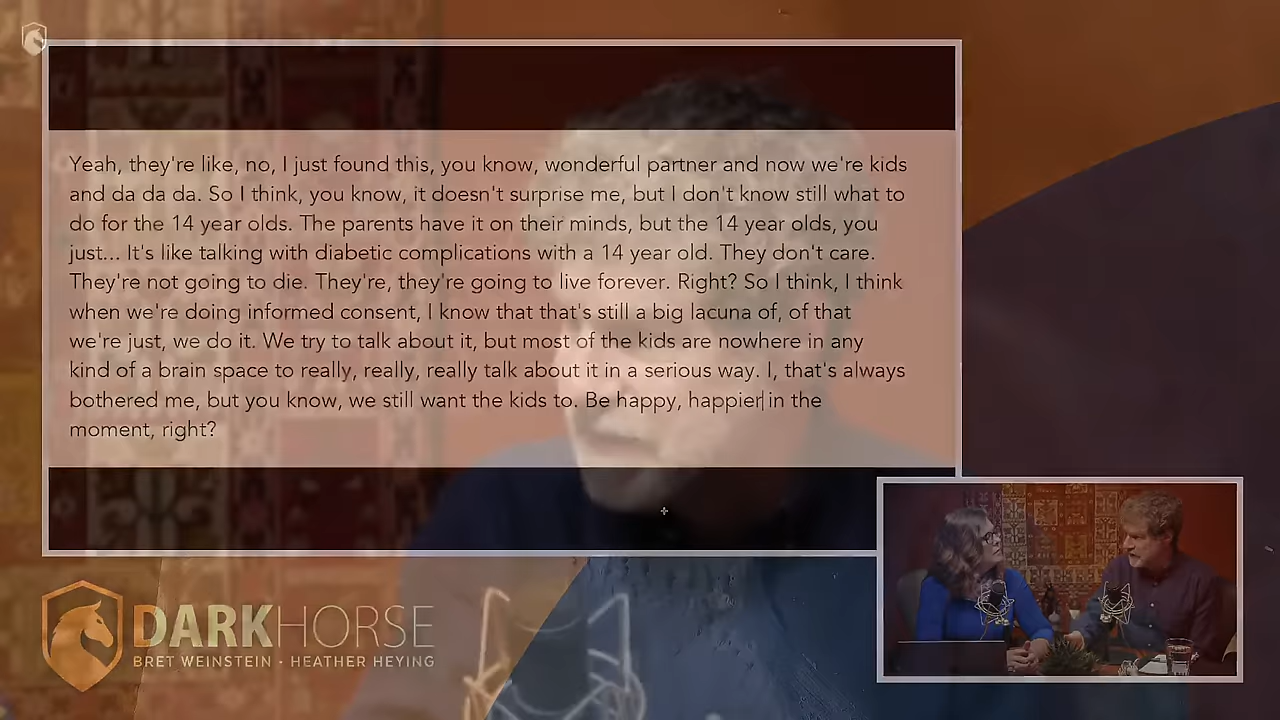 Yeah, they're like, no, I just found this, you know, wonderful partner and now we're kids
and da da da. So I think, you know, it doesn't surprise me, but I don't know still what to
do for the 14 year olds. The parents have it on their minds, but the 14 year olds, you
just... It's like talking with diabetic complications with a 14 year old. They don't care.
They're not going to die. They're, they're going to live forever. Right? So I think, I think
when we're doing informed consent, I know that that's still a big lacuna of, of that
we're just, we do it. We try to talk about it, but most of the kids are nowhere in any
kind of a brain space to really, really, really talk about it in a serious way. I, that's always
bothered me, but you know, we still want the kids to. Be happy, happier in the
moment, right?
DARKHORSE
BRET WEINSTEIN · HEATHER HEYING